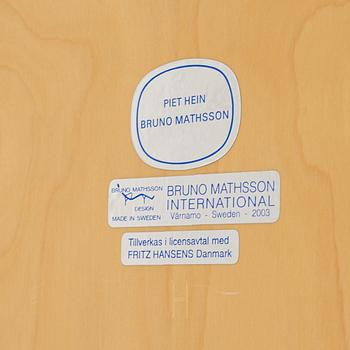 PIET HEIN
BRUNO MATHSSON
BRUNO MATHSSON
DESIGN
MADE IN SWEDEN
BRUNO MATHSSON
INTERNATIONAL
Värnamo - Sweden - 2003
Tillverkas i licensavtal med
FRITZ HANSENS Danmark
H